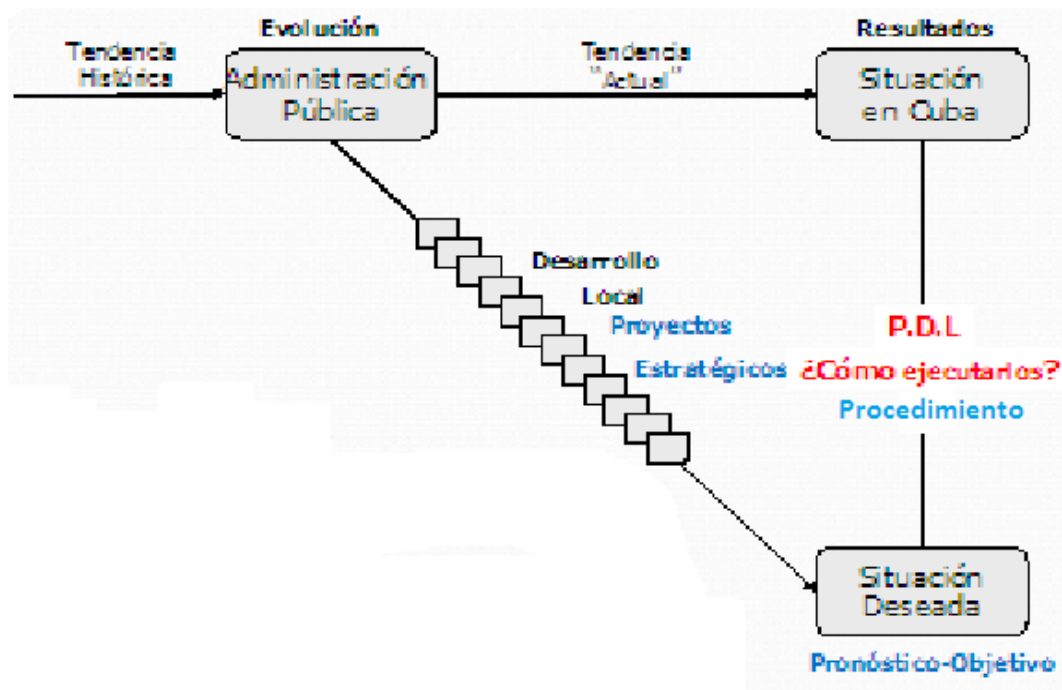 Evolución
Resultados
Tendencia
Histórica
Administración
Pública
Tendencia
"Actual"
Situación
en Cuba
Desarrollo
Local
Proyectos
Estratégicos
P.D.L
¿Cómo ejecutarlos?
Procedimiento
Situación
Deseada
Pronóstico-Objetivo